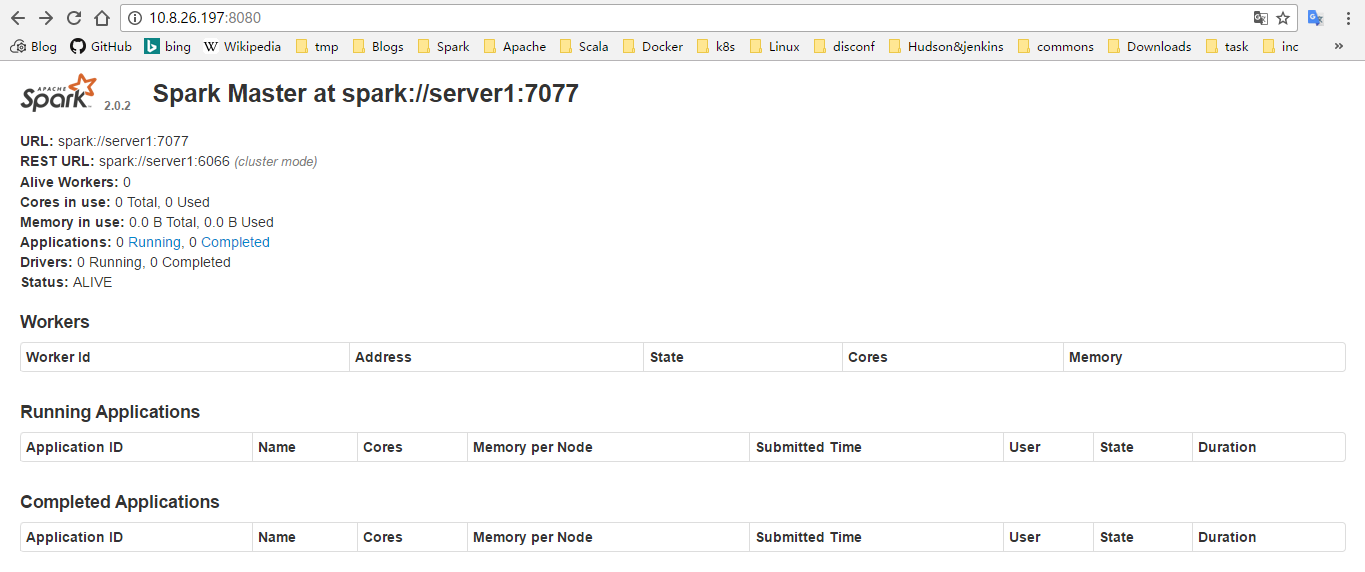 10.8.26.197:8080
Blog GitHub bing Wikipedia tmp Blogs Spark Apache Scala Docker k8s Linux disconf Hudson&jenkins commons Downloads task inc »
APACHE Spark 2.0.2 Spark Master at spark://server1:7077
URL: spark://server1:7077
REST URL: spark://server1:6066 (cluster mode)
Alive Workers: 0
Cores in use: 0 Total, 0 Used
Memory in use: 0.0 B Total, 0.0 B Used
Applications: 0 Running, 0 Completed
Drivers: 0 Running, 0 Completed
Status: ALIVE
Workers
Worker Id Address State Cores Memory
Running Applications
Application ID Name Cores Memory per Node Submitted Time User State Duration
Completed Applications
Application ID Name Cores Memory per Node Submitted Time User State Duration